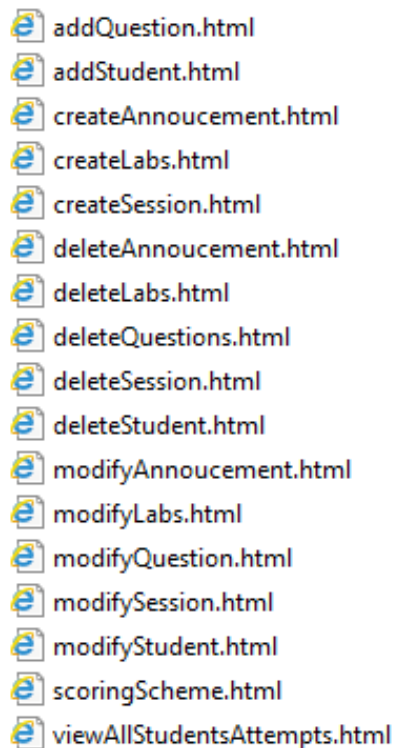 addQuestion.html
addStudent.html
createAnnoucement.html
createLabs.html
createSession.html
deleteAnnoucement.html
deleteLabs.html
deleteQuestions.html
deleteSession.html
deleteStudent.html
modifyAnnoucement.html
modifyLabs.html
modifyQuestion.html
modifySession.html
modifyStudent.html
scoringScheme.html
viewAllStudentsAttempts.html